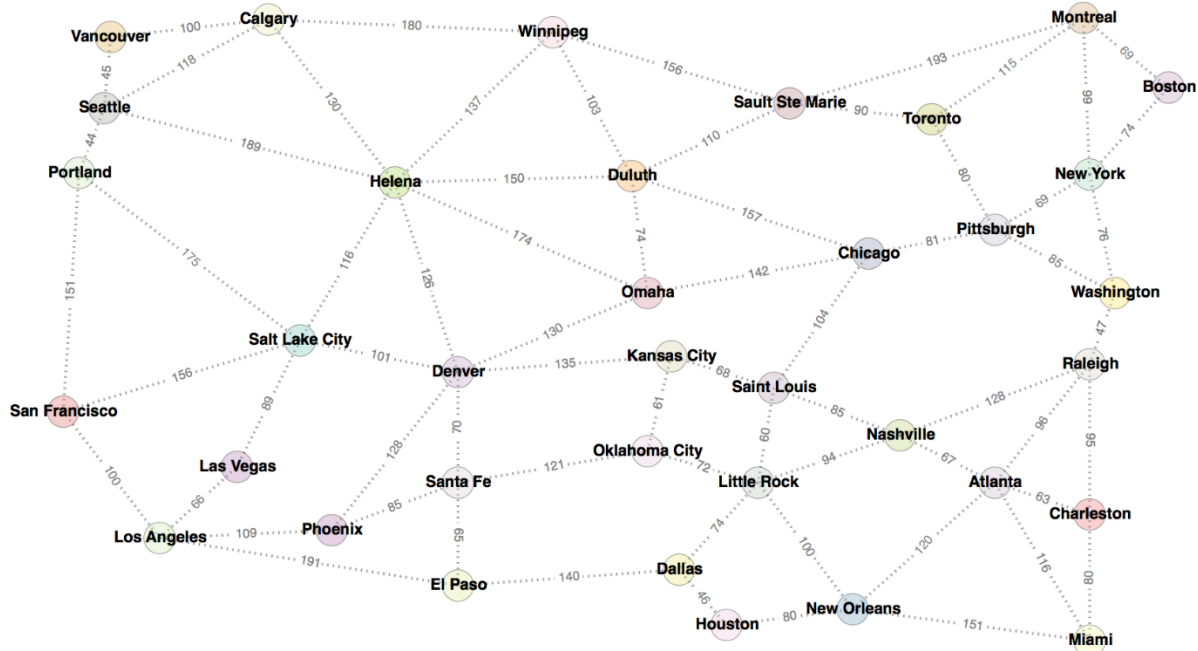 Calgary
Montreal
100
180
Winnipeg
Vancouver
69
193
115
118
45
156
Boston
Seattle
130
137
103
Sault Ste Marie
90
Toronto
99
74
44
189
110
Portland
Helena
150
Duluth
80
New York
69
157
Pittsburgh
76
175
116
174
74
81
85
Chicago
126
142
151
Omaha
Washington
Salt Lake City
130
104
47
101
Denver
135
Kansas City
68
Raleigh
156
Saint Louis
89
61
85
128
San Francisco
70
60
Nashville
96
95
128
Oklahoma City
94
67
100
Las Vegas
121
72
66
85
Santa Fe
Little Rock
Atlanta
63
Charleston
Los Angeles
109
Phoenix
74
100
120
191
65
116
80
El Paso
140
Dallas
46
New Orleans
80
151
Houston
Miami